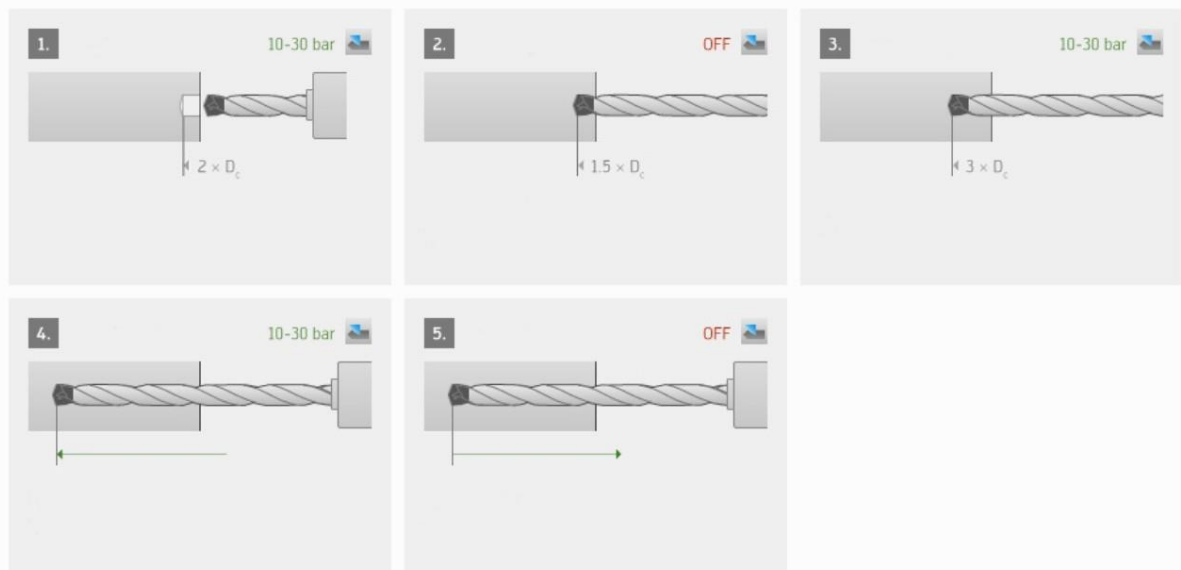 1.
10-30 bar
2 × Dc
2.
OFF
1.5 × Dc
3.
10-30 bar
3 × Dc
4.
10-30 bar
5.
OFF